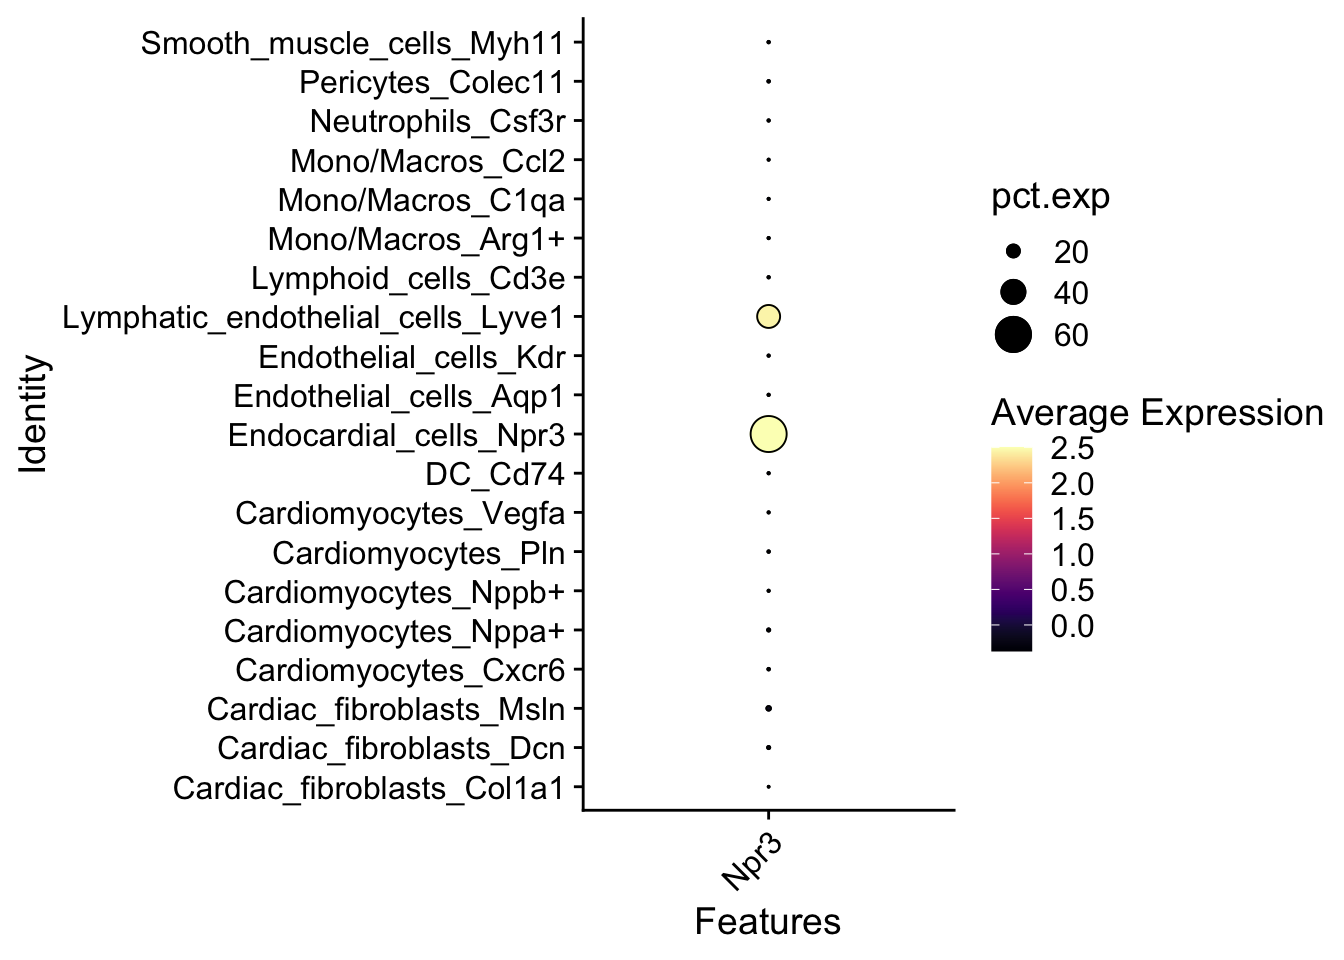 Smooth_muscle_cells_Myh11
Pericytes_Colec11
Neutrophils_Csf3r
Mono/Macros_Ccl2
Mono/Macros_C1qa
Mono/Macros_Arg1+
Lymphoid_cells_Cd3e
Lymphatic_endothelial_cells_Lyve1
Endothelial_cells_Kdr
Endothelial_cells_Aqp1
Endocardial_cells_Npr3
DC_Cd74
Cardiomyocytes_Vegfa
Cardiomyocytes_Pln
Cardiomyocytes_Nppb+
Cardiomyocytes_Nppa+
Cardiomyocytes_Cxcr6
Cardiac_fibroblasts_Msln
Cardiac_fibroblasts_Dcn
Cardiac_fibroblasts_Col1a1
Identity
Npr3
Features
pct.exp
20
40
60
Average Expression
2.5
2.0
1.5
1.0
0.5
0.0